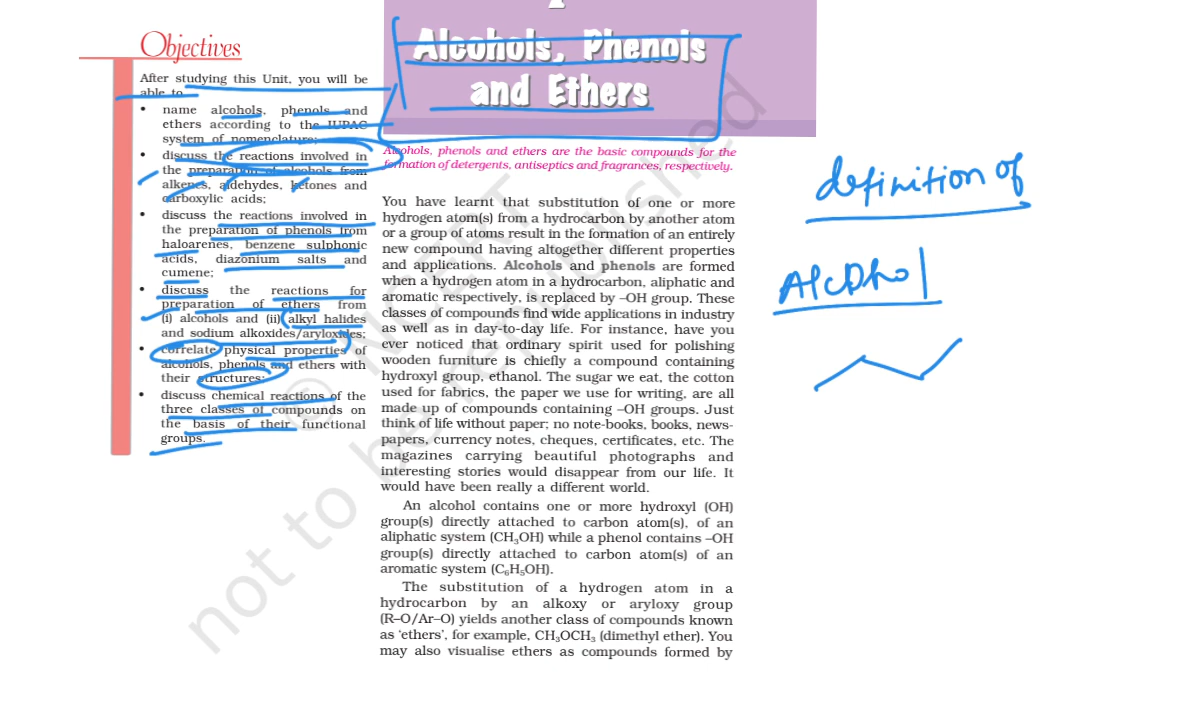 Objectives
After studying this Unit, you will be
able to
• name alcohols, phenols and
ethers according to the IUPAC
system of nomenclature;
• discuss the reactions involved in
the preparation of alcohols from
alkenes, aldehydes, ketones and
carboxylic acids;
• discuss the reactions involved in
the preparation of phenols from
haloarenes, benzene sulphonic
acids, diazonium salts and
cumene;
• discuss the reactions for
preparation of ethers from
(i) alcohols and (ii) alkyl halides
and sodium alkoxides/aryloxides;
• correlate physical properties of
alcohols, phenols and ethers with
their structures;
• discuss chemical reactions of the
three classes of compounds on
the basis of their functional
groups.
Alcohols, Phenols
and Ethers
Alcohols, phenols and ethers are the basic compounds for the
formation of detergents, antiseptics and fragrances, respectively.
You have learnt that substitution of one or more
hydrogen atom(s) from a hydrocarbon by another atom
or a group of atoms result in the formation of an entirely
new compound having altogether different properties
and applications. Alcohols and phenols are formed
when a hydrogen atom in a hydrocarbon, aliphatic and
aromatic respectively, is replaced by –OH group. These
classes of compounds find wide applications in industry
as well as in day-to-day life. For instance, have you
ever noticed that ordinary spirit used for polishing
wooden furniture is chiefly a compound containing
hydroxyl group, ethanol. The sugar we eat, the cotton
used for fabrics, the paper we use for writing, are all
made up of compounds containing –OH groups. Just
think of life without paper; no note-books, books, news-
papers, currency notes, cheques, certificates, etc. The
magazines carrying beautiful photographs and
interesting stories would disappear from our life. It
would have been really a different world.
An alcohol contains one or more hydroxyl (OH)
group(s) directly attached to carbon atom(s), of an
aliphatic system (CH₃OH) while a phenol contains –OH
group(s) directly attached to carbon atom(s) of an
aromatic system (C₆H₅OH).
The substitution of a hydrogen atom in a
hydrocarbon by an alkoxy or aryloxy group
(R–O/Ar–O) yields another class of compounds known
as ‘ethers’, for example, CH₃OCH₃ (dimethyl ether). You
may also visualise ethers as compounds formed by
definition of
Alcohol
© NCERT
not to be republished